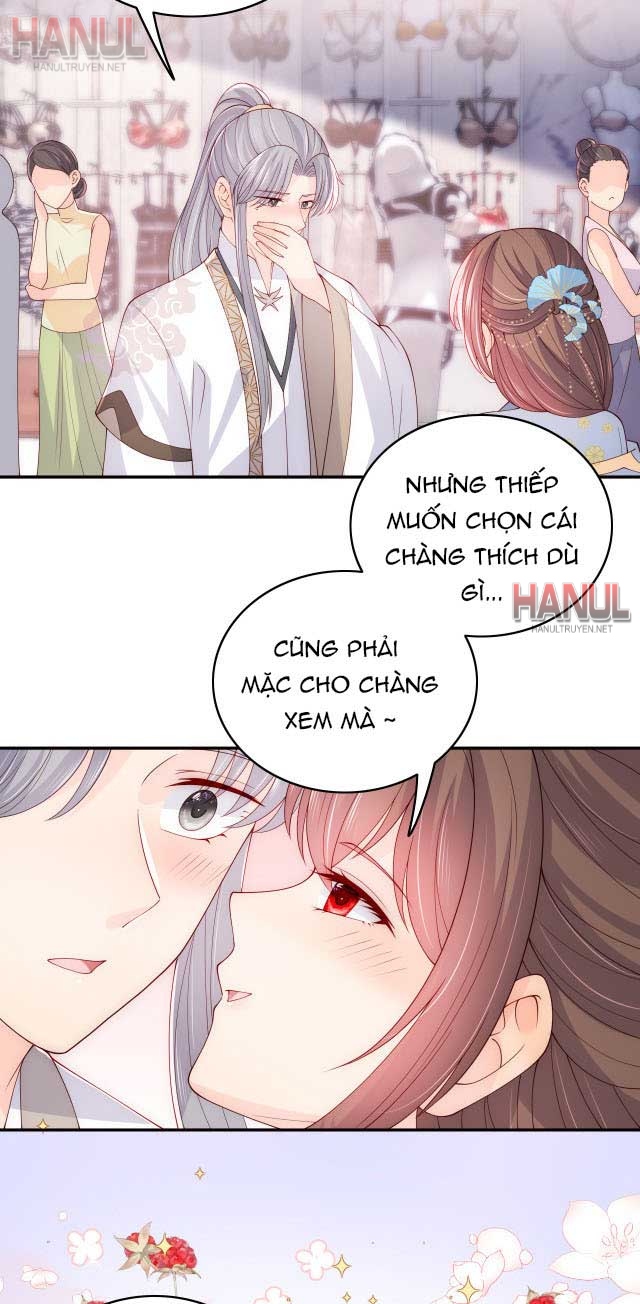 HANUL
HANULTRUYEN.NET
NHƯNG THIẾP
MUỐN CHỌN CÁI
CHÀNG THÍCH DÙ
GÌ...
HANUL
HANULTRUYEN.NET
CŨNG PHẢI
MẶC CHO CHÀNG
XEM MÀ ~